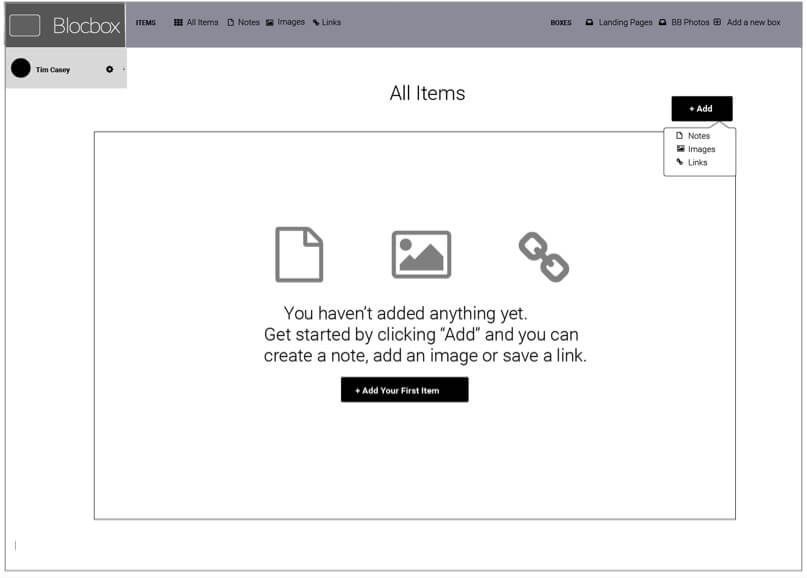 Blocbox
ITEMS All Items Notes Images Links
BOXES Landing Pages BB Photos Add a new box
Tim Casey
All Items
+ Add
Notes
Images
Links
You haven’t added anything yet.
Get started by clicking “Add” and you can
create a note, add an image or save a link.
+ Add Your First Item